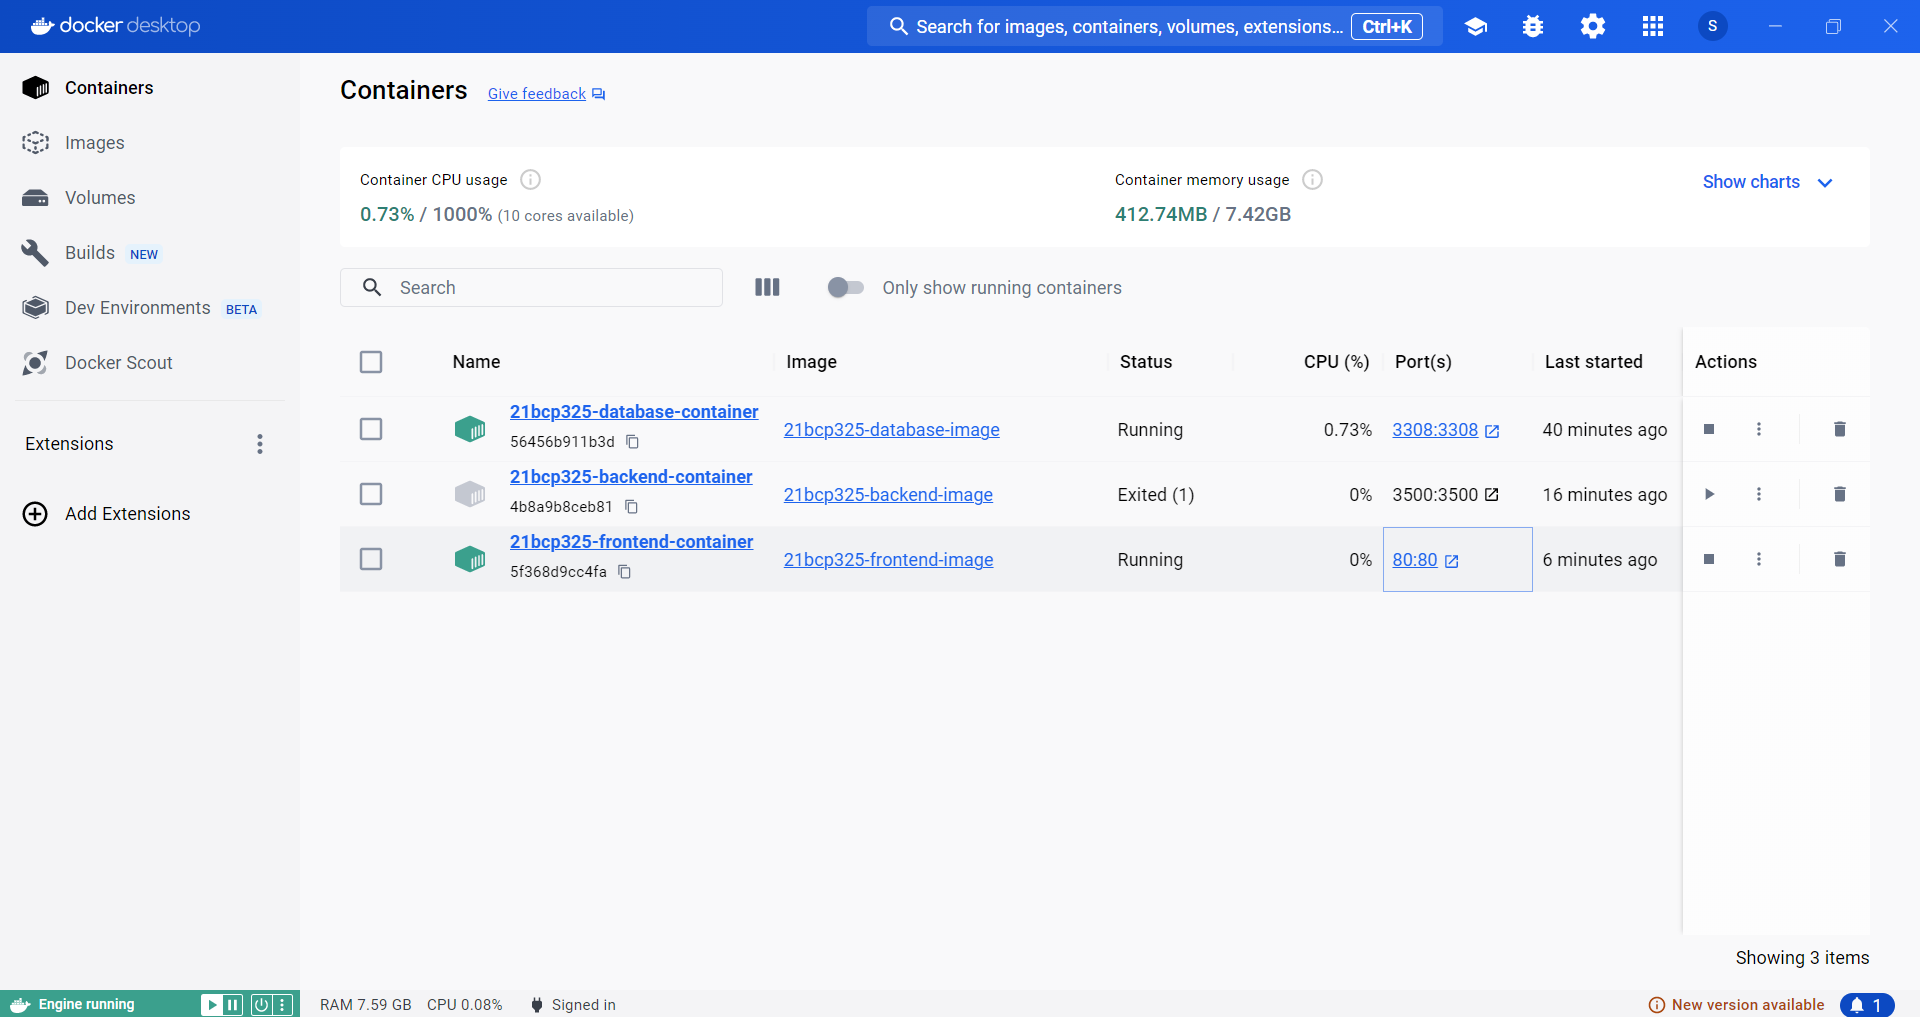 docker desktop
Search for images, containers, volumes, extensions... Ctrl+K
S
Containers
Images
Volumes
Builds NEW
Dev Environments BETA
Docker Scout
Extensions
Add Extensions
Containers Give feedback
Container CPU usage
0.73% / 1000% (10 cores available)
Container memory usage
412.74MB / 7.42GB
Show charts
Search
Only show running containers
Name Image Status CPU (%) Port(s) Last started Actions
21bcp325-database-container
56456b911b3d
21bcp325-database-image Running 0.73% 3308:3308 40 minutes ago
21bcp325-backend-container
4b8a9b8ceb81
21bcp325-backend-image Exited (1) 0% 3500:3500 16 minutes ago
21bcp325-frontend-container
5f368d9cc4fa
21bcp325-frontend-image Running 0% 80:80 6 minutes ago
Showing 3 items
Engine running
RAM 7.59 GB CPU 0.08% Signed in
New version available
1